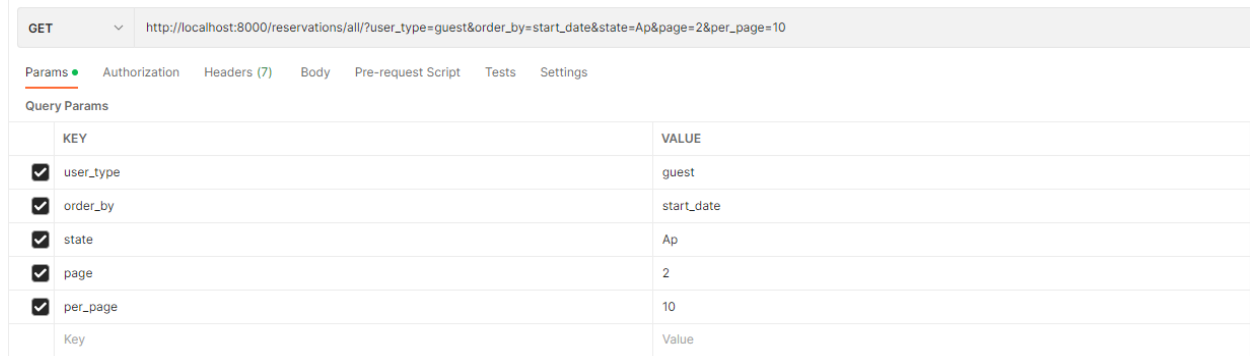 GET http://localhost:8000/reservations/all/?user_type=guest&order_by=start_date&state=Ap&page=2&per_page=10
Params Authorization Headers (7) Body Pre-request Script Tests Settings
Query Params
KEY VALUE
user_type guest
order_by start_date
state Ap
page 2
per_page 10
Key Value